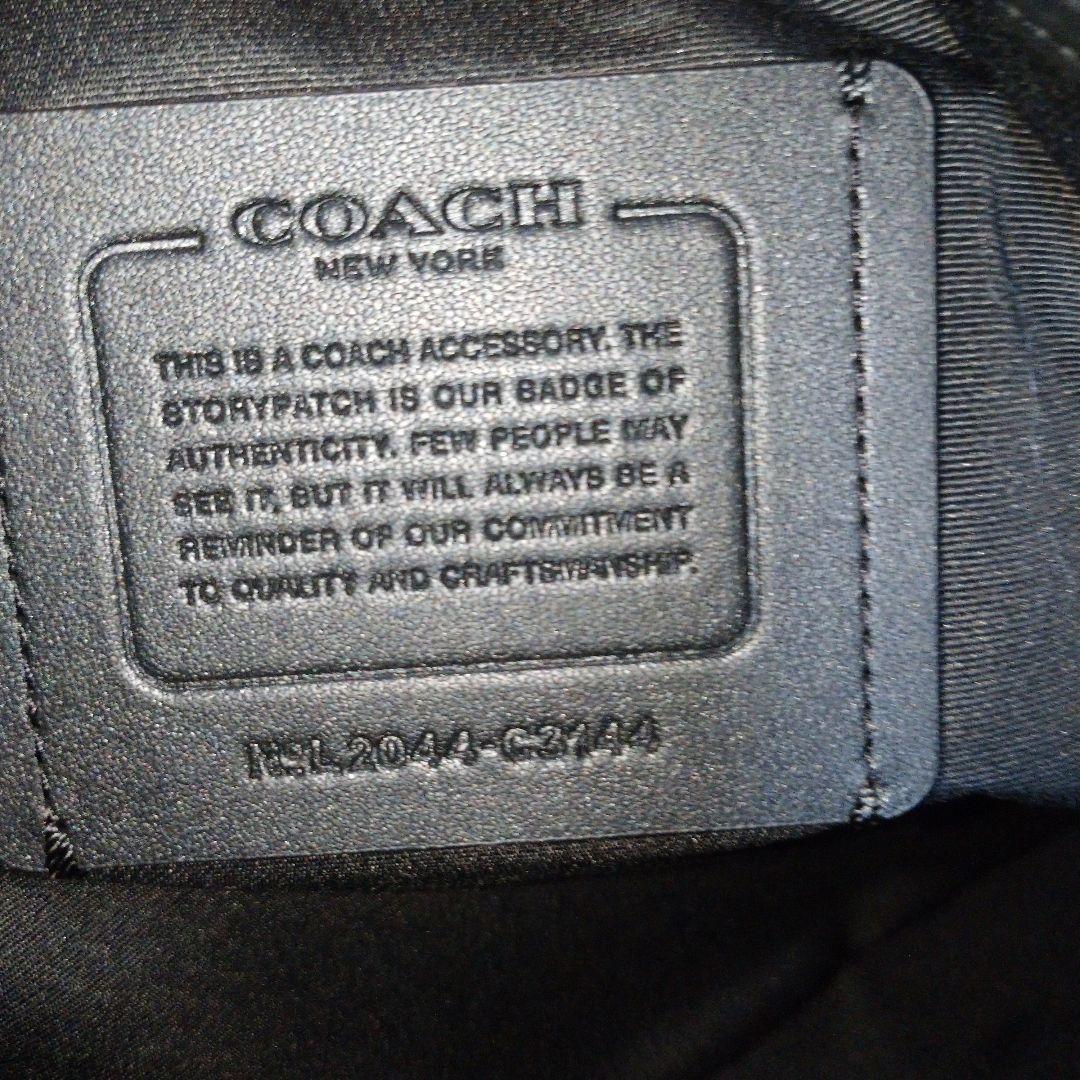 COACH
NEW YORK
THIS IS A COACH ACCESSORY. THE
STORYPATCH IS OUR BADGE OF
AUTHENTICITY. FEW PEOPLE MAY
SEE IT, BUT IT WILL ALWAYS BE A
REMINDER OF OUR COMMITMENT
TO QUALITY AND CRAFTSMANSHIP.